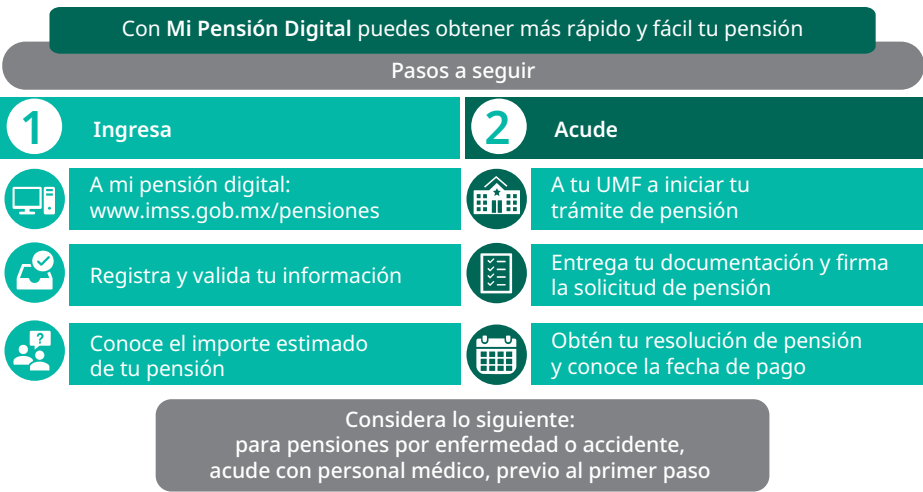 Con Mi Pensión Digital puedes obtener más rápido y fácil tu pensión
Pasos a seguir
1 Ingresa
A mi pensión digital:
www.imss.gob.mx/pensiones
Registra y valida tu información
?
Conoce el importe estimado
de tu pensión
2 Acude
A tu UMF a iniciar tu
trámite de pensión
Entrega tu documentación y firma
la solicitud de pensión
Obtén tu resolución de pensión
y conoce la fecha de pago
Considera lo siguiente:
para pensiones por enfermedad o accidente,
acude con personal médico, previo al primer paso